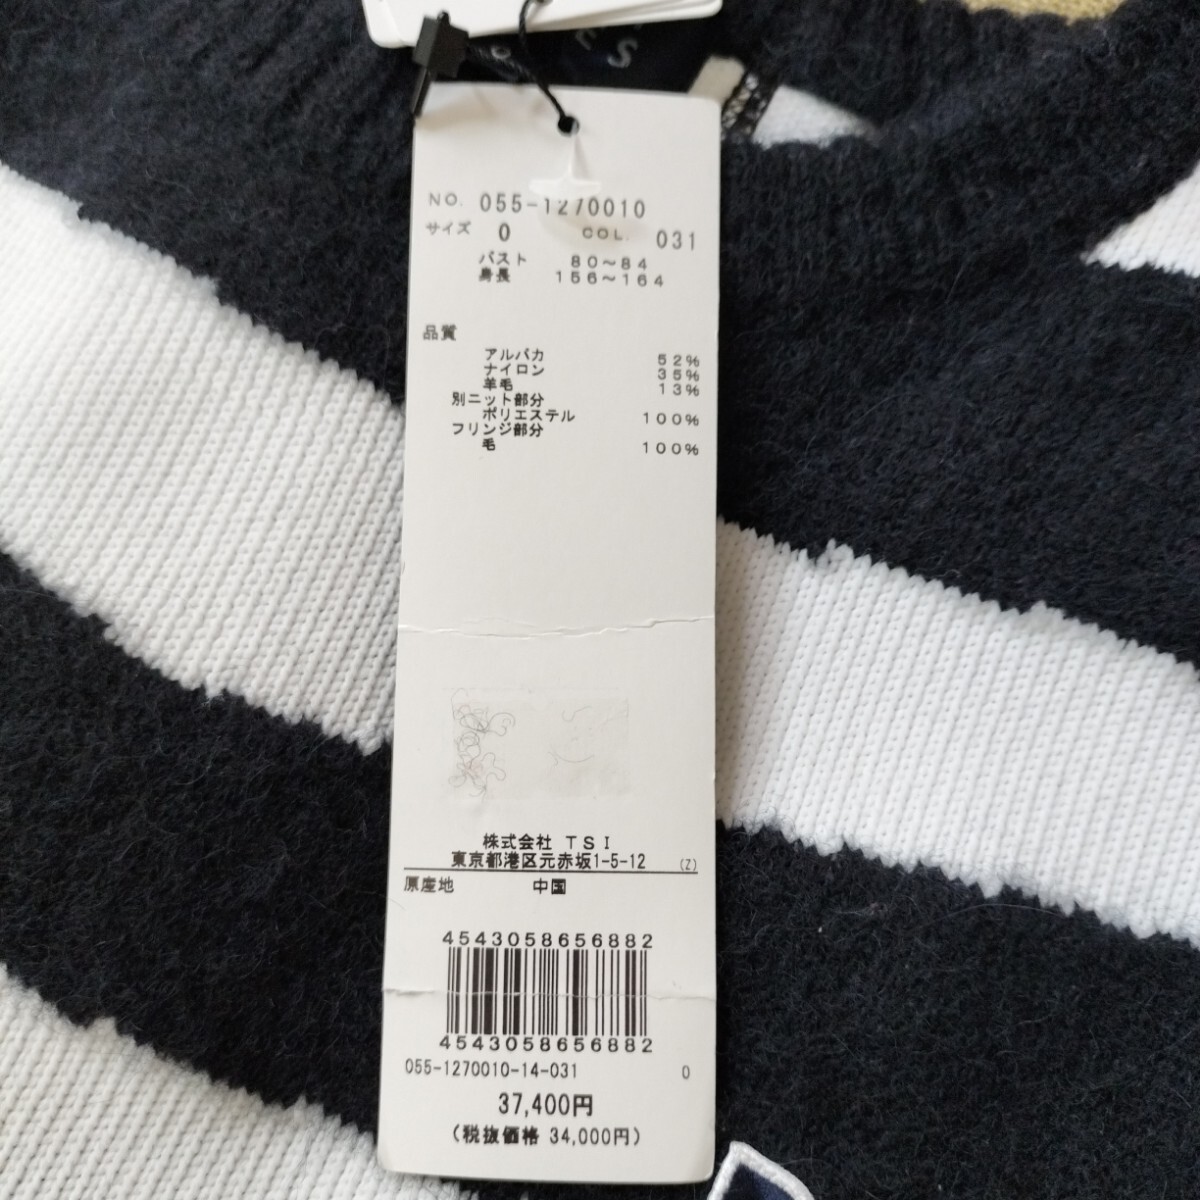 NO. 055-1270010
サイズ 0 COL. 031
バスト 80～84
身長 156～164
品質
アルパカ 52%
ナイロン 35%
羊毛 13%
別ニット部分
ポリエステル 100%
フリンジ部分
毛 100%
株式会社 TSI
東京都港区元赤坂1-5-12 (Z)
原産地 中国
4543058656882
4543058656882
055-1270010-14-031 0
37,400円
(税抜価格 34,000円)